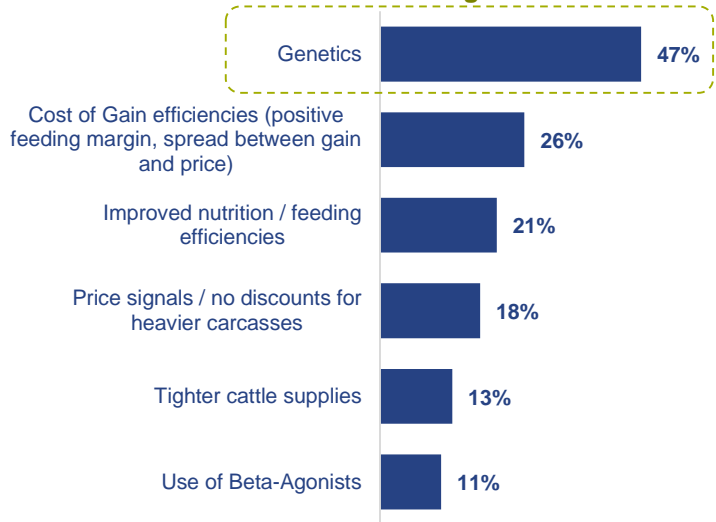 Genetics
47%
Cost of Gain efficiencies (positive
feeding margin, spread between gain
and price)
26%
Improved nutrition / feeding
efficiencies
21%
Price signals / no discounts for
heavier carcasses
18%
Tighter cattle supplies
13%
Use of Beta-Agonists
11%